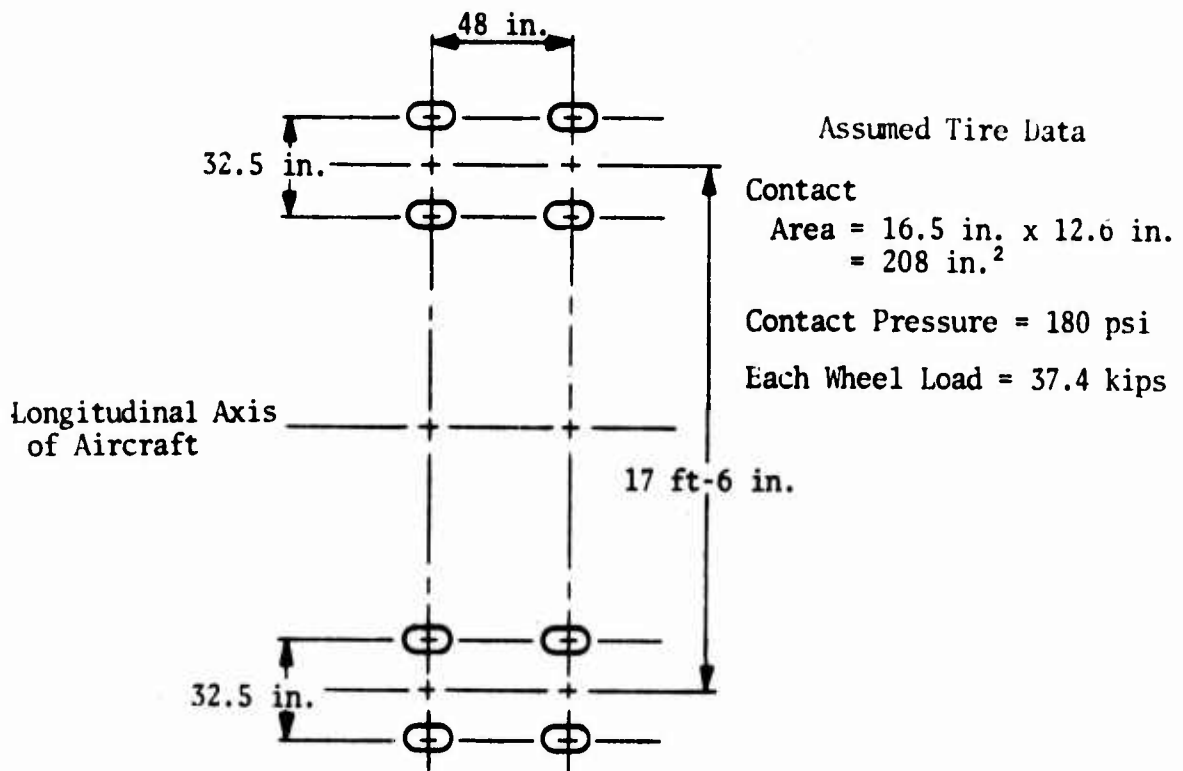 48 in.
32.5 in.
Assumed Tire Data
Contact
Area = 16.5 in. x 12.6 in.
= 208 in.²
Contact Pressure = 180 psi
Each Wheel Load = 37.4 kips
Longitudinal Axis
of Aircraft
17 ft-6 in.
32.5 in.